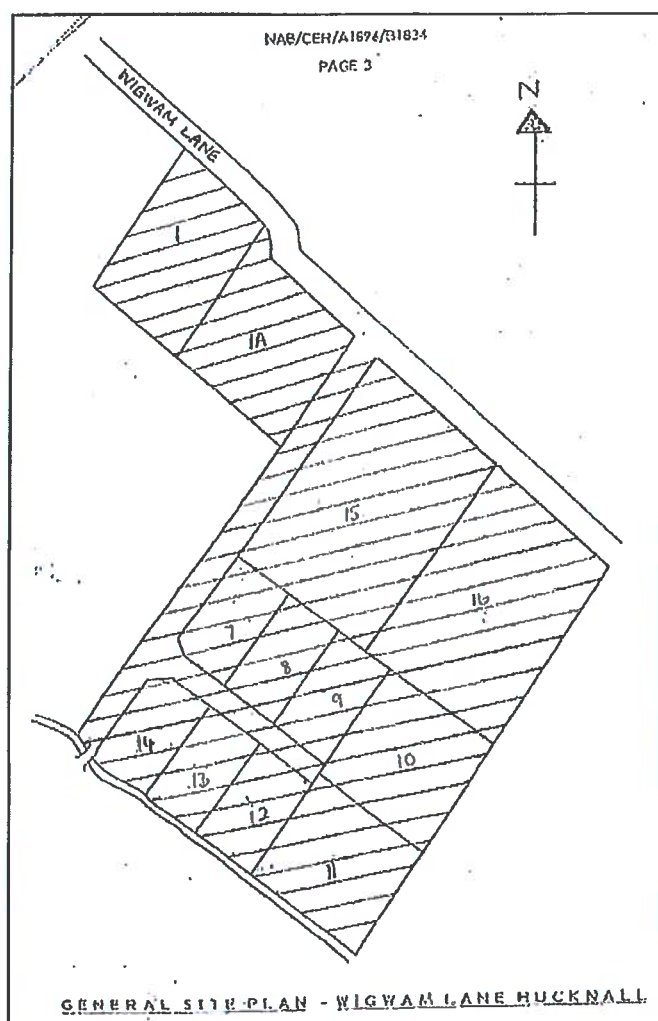 NAB/CEH/A1696/B1834
PAGE 3
N
WIGWAM LANE
1
1A
15
16
7
8
9
10
14
13
12
11
GENERAL SITE PLAN - WIGWAM LANE HUCKNALL